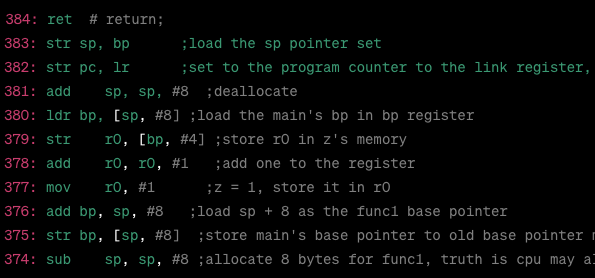 384: ret  # return;
383: str sp, bp      ;load the sp pointer set
382: str pc, lr      ;set to the program counter to the link register,
381: add    sp, sp, #8  ;deallocate
380: ldr bp, [sp, #8] ;load the main's bp in bp register
379: str    r0, [bp, #4] ;store r0 in z's memory
378: add    r0, r0, #1   ;add one to the register
377: mov    r0, #1      ;z = 1, store it in r0
376: add bp, sp, #8   ;load sp + 8 as the func1 base pointer
375: str bp, [sp, #8]  ;store main's base pointer to old base pointer
374: sub    sp, sp, #8 ;allocate 8 bytes for func1, truth is cpu may